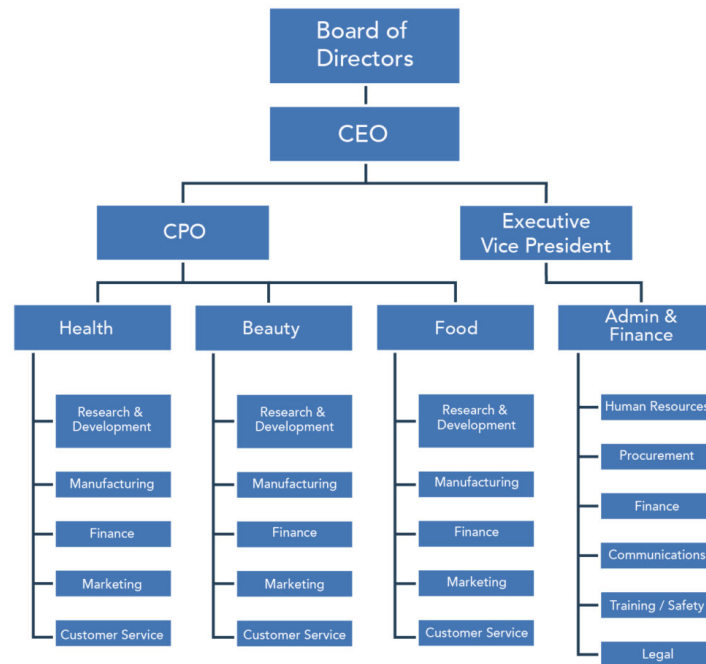 Board of
Directors
CEO
CPO
Executive
Vice President
Health
Beauty
Food
Admin &
Finance
Research &
Development
Manufacturing
Finance
Marketing
Customer Service
Research &
Development
Manufacturing
Finance
Marketing
Customer Service
Research &
Development
Manufacturing
Finance
Marketing
Customer Service
Human Resources
Procurement
Finance
Communications
Training / Safety
Legal